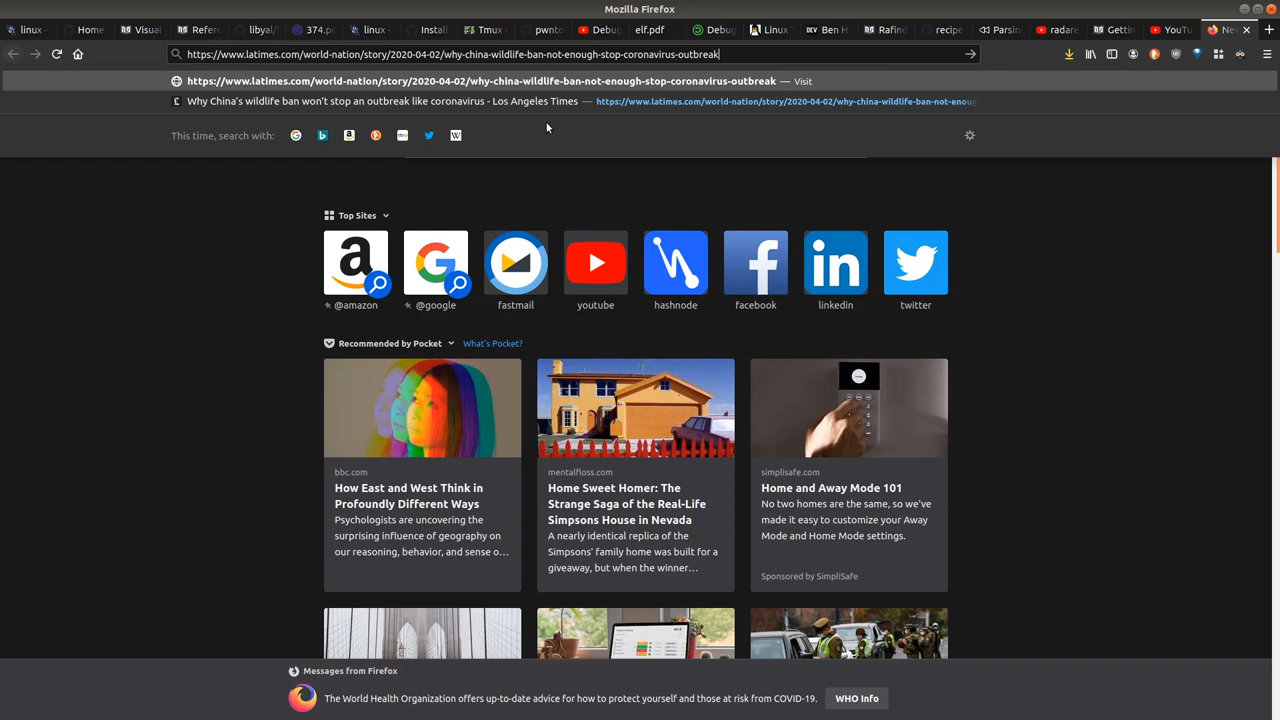 Mozilla Firefox
linux- Home Visual Refere libyal/ 374.pc linux- Install Tmux pwnto Debug elf.pdf Debug Linux Ben H Rafind recipe Parsin radare Gettin YouTu New
https://www.latimes.com/world-nation/story/2020-04-02/why-china-wildlife-ban-not-enough-stop-coronavirus-outbreak
https://www.latimes.com/world-nation/story/2020-04-02/why-china-wildlife-ban-not-enough-stop-coronavirus-outbreak — Visit
Why China's wildlife ban won't stop an outbreak like coronavirus - Los Angeles Times — https://www.latimes.com/world-nation/story/2020-04-02/why-china-wildlife-ban-not-enoug
This time, search with:
Top Sites
@amazon @google fastmail youtube hashnode facebook linkedin twitter
Recommended by Pocket What's Pocket?
bbc.com
How East and West Think in
Profoundly Different Ways
Psychologists are uncovering the
surprising influence of geography on
our reasoning, behavior, and sense o…
mentalfloss.com
Home Sweet Homer: The
Strange Saga of the Real-Life
Simpsons House in Nevada
A nearly identical replica of the
Simpsons' family home was built for a
giveaway, but when the winner…
simplisafe.com
Home and Away Mode 101
No two homes are the same, so we've
made it easy to customize your Away
Mode and Home Mode settings.
Sponsored by SimpliSafe
Messages from Firefox
The World Health Organization offers up-to-date advice for how to protect yourself and those at risk from COVID-19. WHO Info